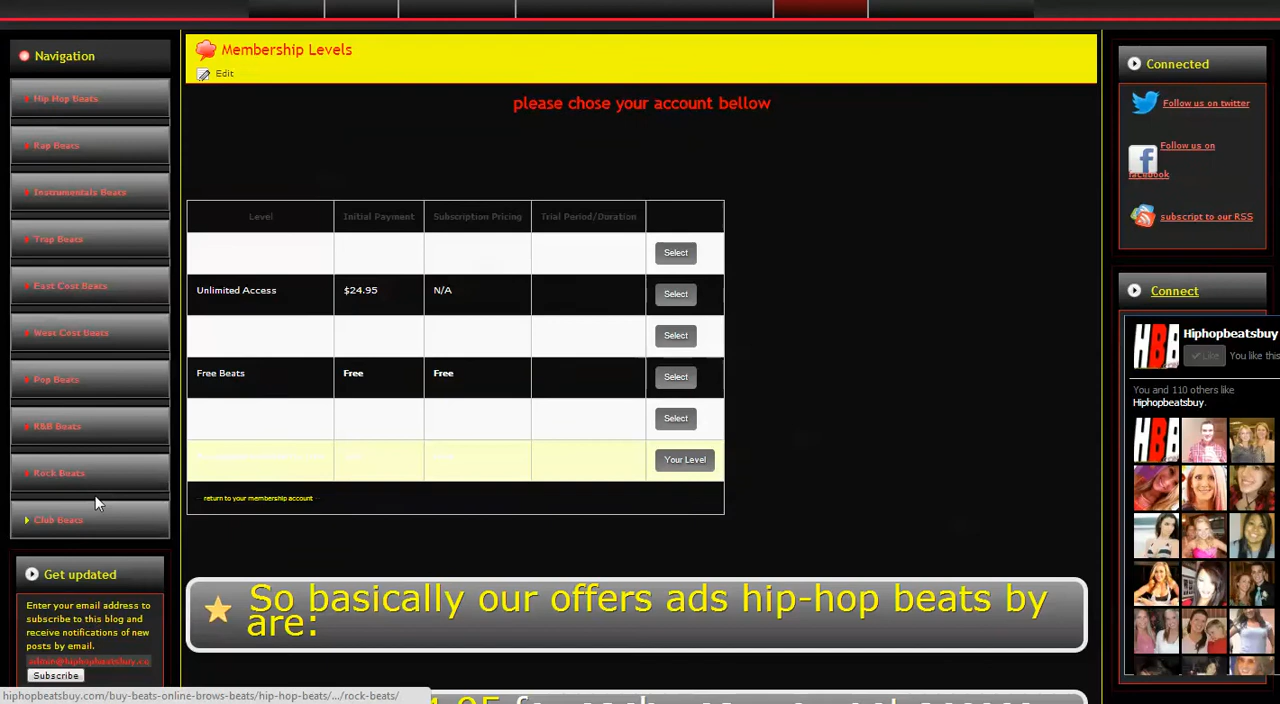 Navigation
Hip Hop Beats
Rap Beats
Instrumentals Beats
Trap Beats
East Cost Beats
West Cost Beats
Pop Beats
R&B Beats
Rock Beats
Club Beats
Get updated
Enter your email address to
subscribe to this blog and
receive notifications of new
posts by email.
admin@hiphopbeatsbuy.cc
Subscribe
hiphopbeatsbuy.com/buy-beats-online-brows-beats/hip-hop-beats/.../rock-beats/
Membership Levels
Edit
please chose your account bellow
Level Initial Payment Subscription Pricing Trial Period/Duration
Select
Unlimited Access $24.95 N/A Select
Select
Free Beats Free Free Select
Select
Your Level
return to your membership account
So basically our offers ads hip-hop beats by
are:
Connected
Follow us on twitter
Follow us on
facebook
subscript to our RSS
Connect
Hiphopbeatsbuy
Like You like this
You and 110 others like
Hiphopbeatsbuy.
HBB
HBB